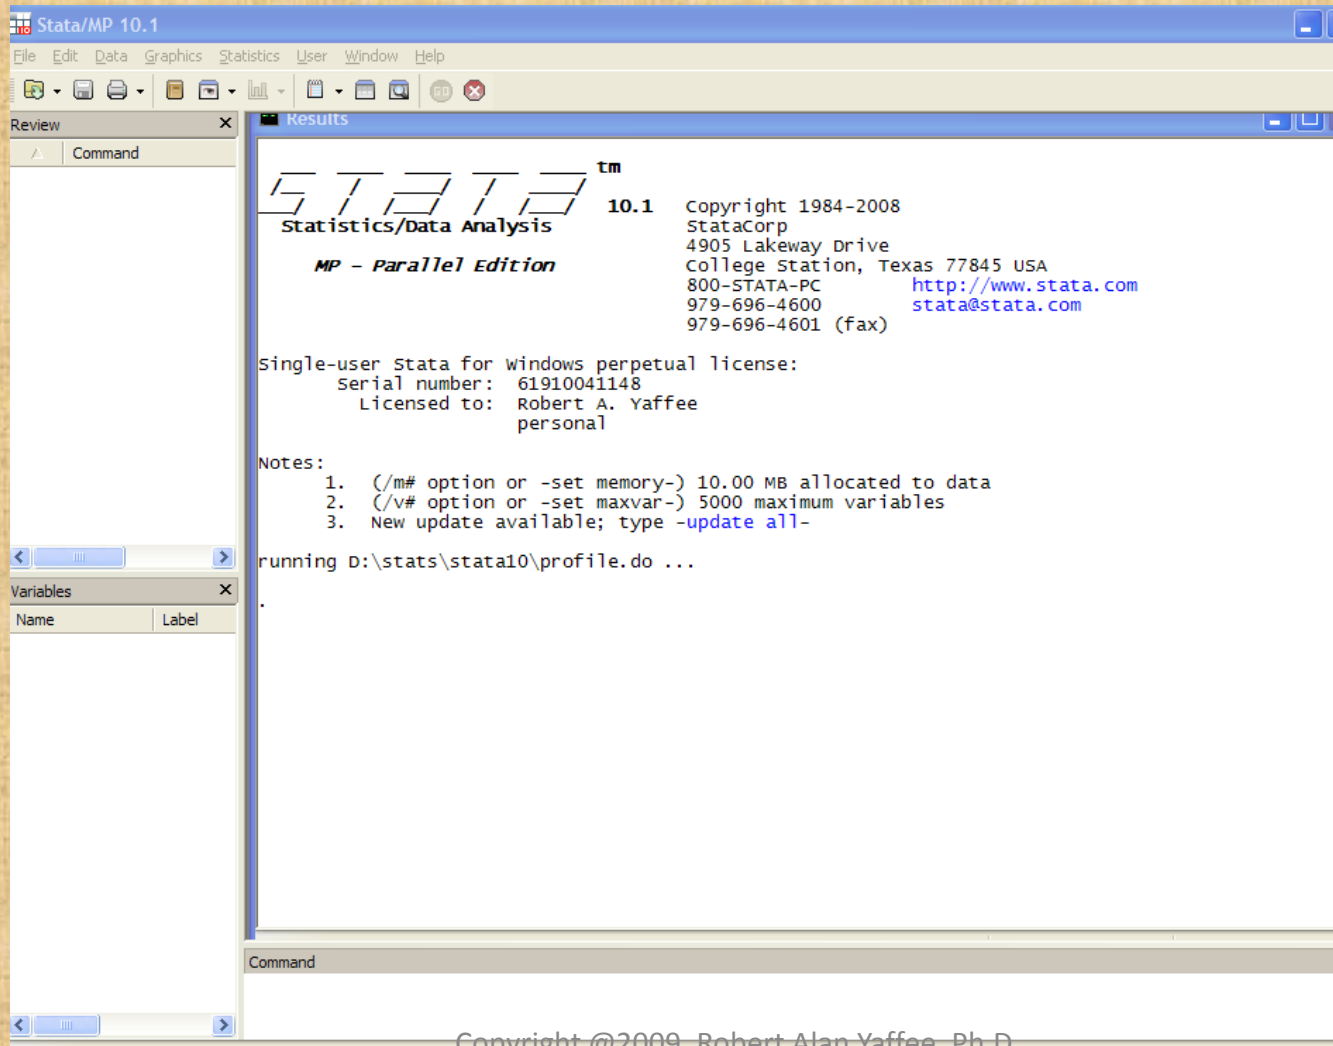 Stata/MP 10.1
File Edit Data Graphics Statistics User Window Help
Review
Command
Results
STATA tm
10.1 Copyright 1984-2008
Statistics/Data Analysis StataCorp
4905 Lakeway Drive
MP - Parallel Edition College Station, Texas 77845 USA
800-STATA-PC http://www.stata.com
979-696-4600 stata@stata.com
979-696-4601 (fax)
Single-user Stata for Windows perpetual license:
Serial number: 61910041148
Licensed to: Robert A. Yaffee
personal
Notes:
1. (/m# option or -set memory-) 10.00 MB allocated to data
2. (/v# option or -set maxvar-) 5000 maximum variables
3. New update available; type -update all-
running D:\stats\stata10\profile.do ...
.
Variables
Name Label
Command
Copyright @2009, Robert Alan Yaffee, Ph.D.